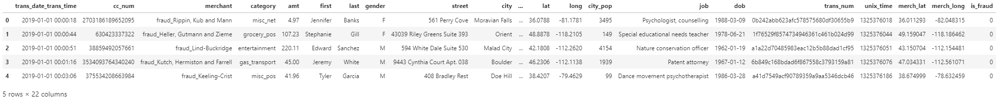 trans_date_trans_time cc_num merchant category amt first last gender street city ... lat long city_pop job dob trans_num unix_time merch_lat merch_long is_fraud
0 2019-01-01 00:00:18 2703186189652095 fraud_Rippin, Kub and Mann misc_net 4.97 Jennifer Banks F 561 Perry Cove Moravian Falls ... 36.0788 -81.1781 3495 Psychologist, counselling 1988-03-09 0b242abb623afc578575680df30655b9 1325376018 36.011293 -82.048315 0
1 2019-01-01 00:00:44 630423337322 fraud_Heller, Gutmann and Zieme grocery_pos 107.23 Stephanie Gill F 43039 Riley Greens Suite 393 Orient ... 48.8878 -118.2105 149 Special educational needs teacher 1978-06-21 1f76529f8574734946361c461b024d99 1325376044 49.159047 -118.186462 0
2 2019-01-01 00:00:51 38859492057661 fraud_Lind-Buckridge entertainment 220.11 Edward Sanchez M 594 White Dale Suite 530 Malad City ... 42.1808 -112.2620 4154 Nature conservation officer 1962-01-19 a1a22d70485983eac12b5b88dad1cf95 1325376051 43.150704 -112.154481 0
3 2019-01-01 00:01:16 3534093764340240 fraud_Kutch, Hermiston and Farrell gas_transport 45.00 Jeremy White M 9443 Cynthia Court Apt. 038 Boulder ... 46.2306 -112.1138 1939 Patent attorney 1967-01-12 6b849c168bdad6f867558c3793159a81 1325376076 47.034331 -112.561071 0
4 2019-01-01 00:03:06 375534208663984 fraud_Keeling-Crist misc_pos 41.96 Tyler Garcia M 408 Bradley Rest Doe Hill ... 38.4207 -79.4629 99 Dance movement psychotherapist 1986-03-28 a41d7549acf90789359a9aa5346dcb46 1325376186 38.674999 -78.632459 0
5 rows × 22 columns